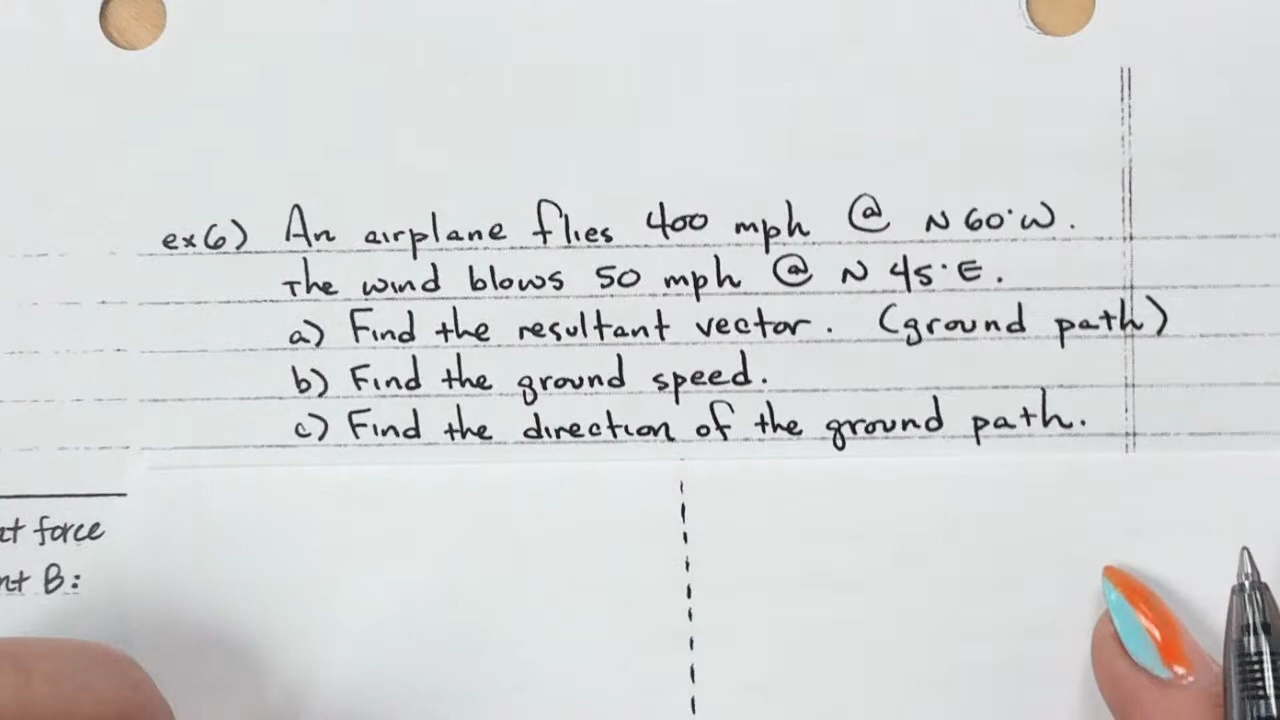 ex6) An airplane flies 400 mph @ N 60°W.
The wind blows 50 mph @ N 45°E.
a) Find the resultant vector. (ground path)
b) Find the ground speed.
c) Find the direction of the ground path.
force
B: